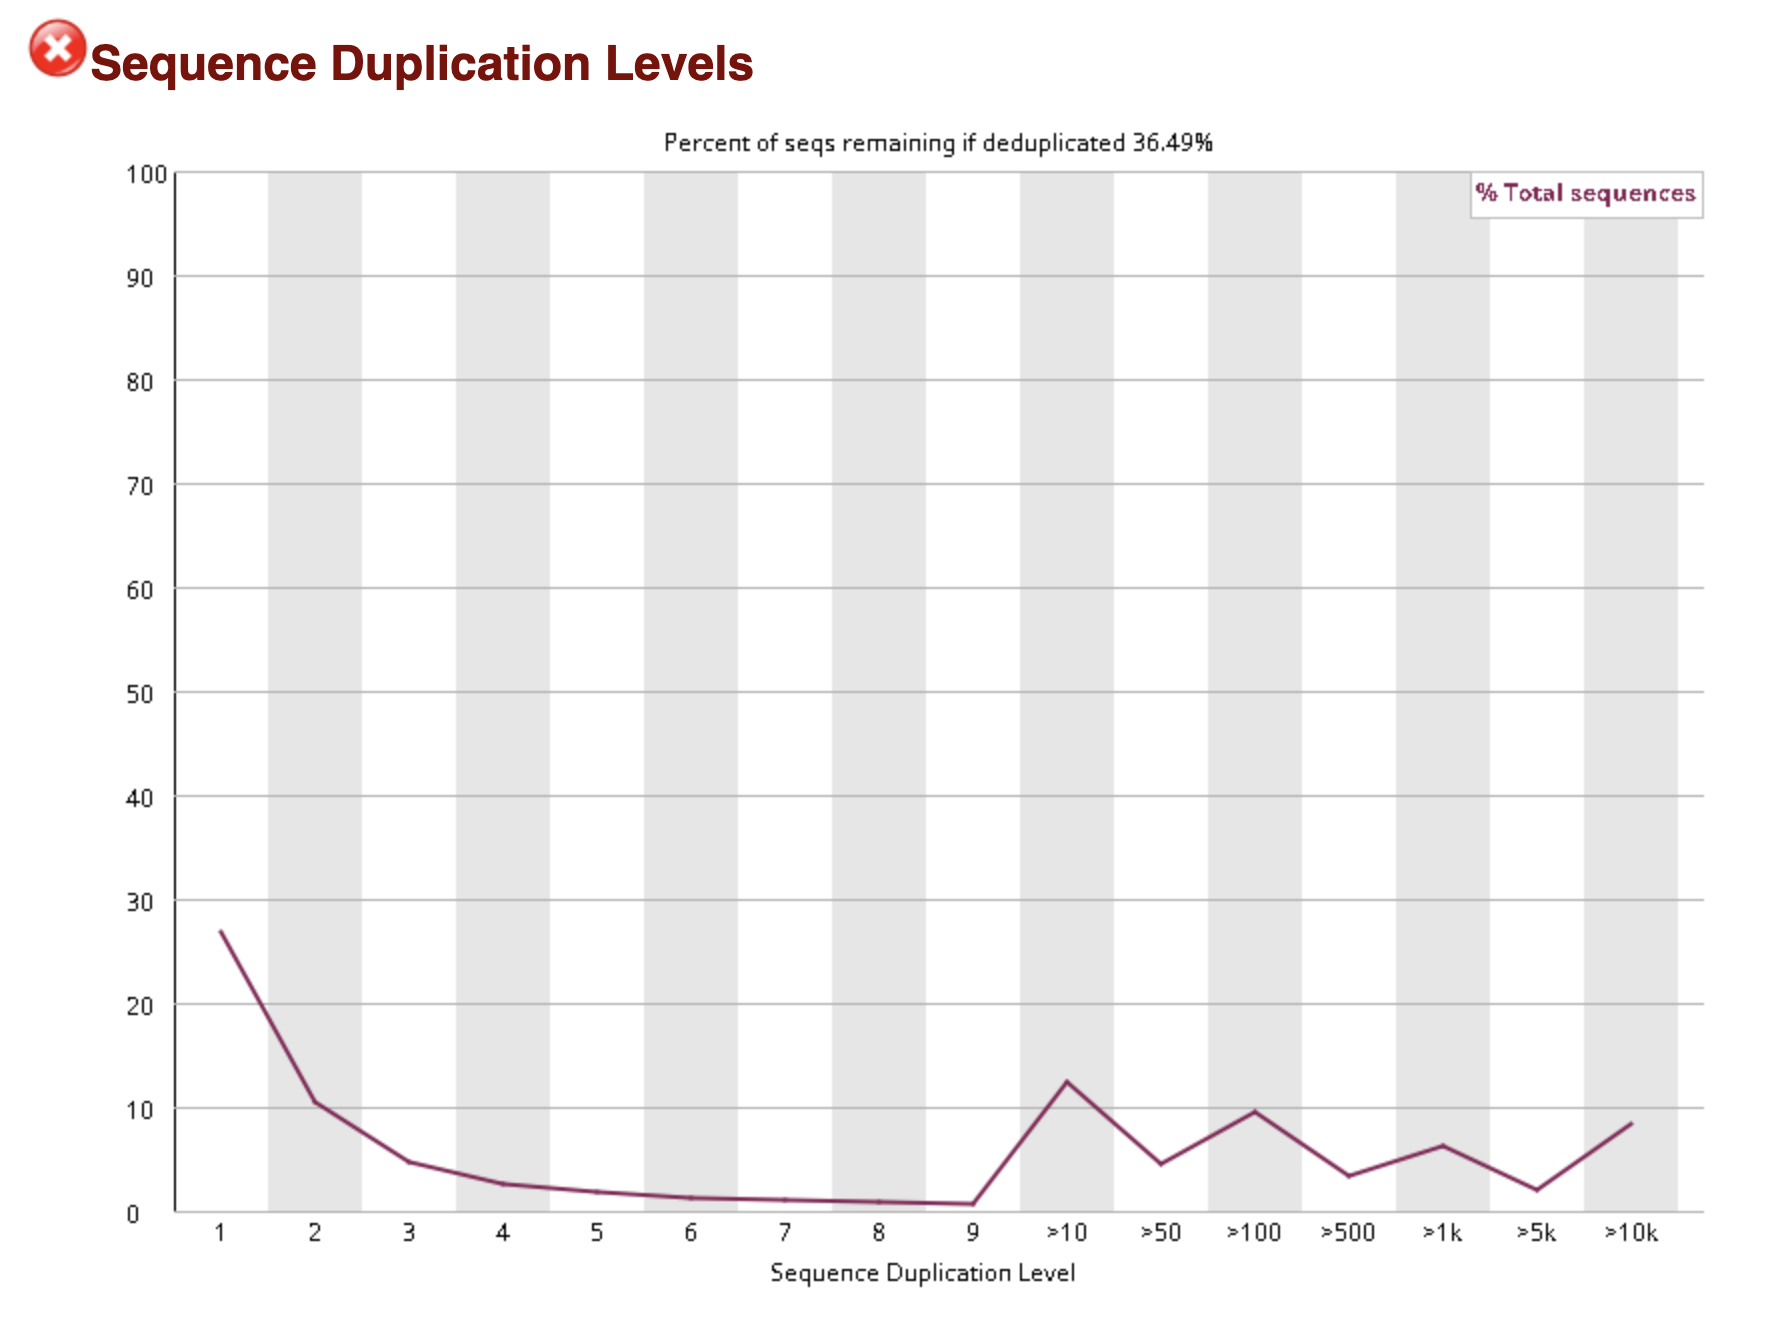 Sequence Duplication Levels
Percent of seqs remaining if deduplicated 36.49%
% Total sequences
100
90
80
70
60
50
40
30
20
10
0
1 2 3 4 5 6 7 8 9 >10 >50 >100 >500 >1k >5k >10k
Sequence Duplication Level